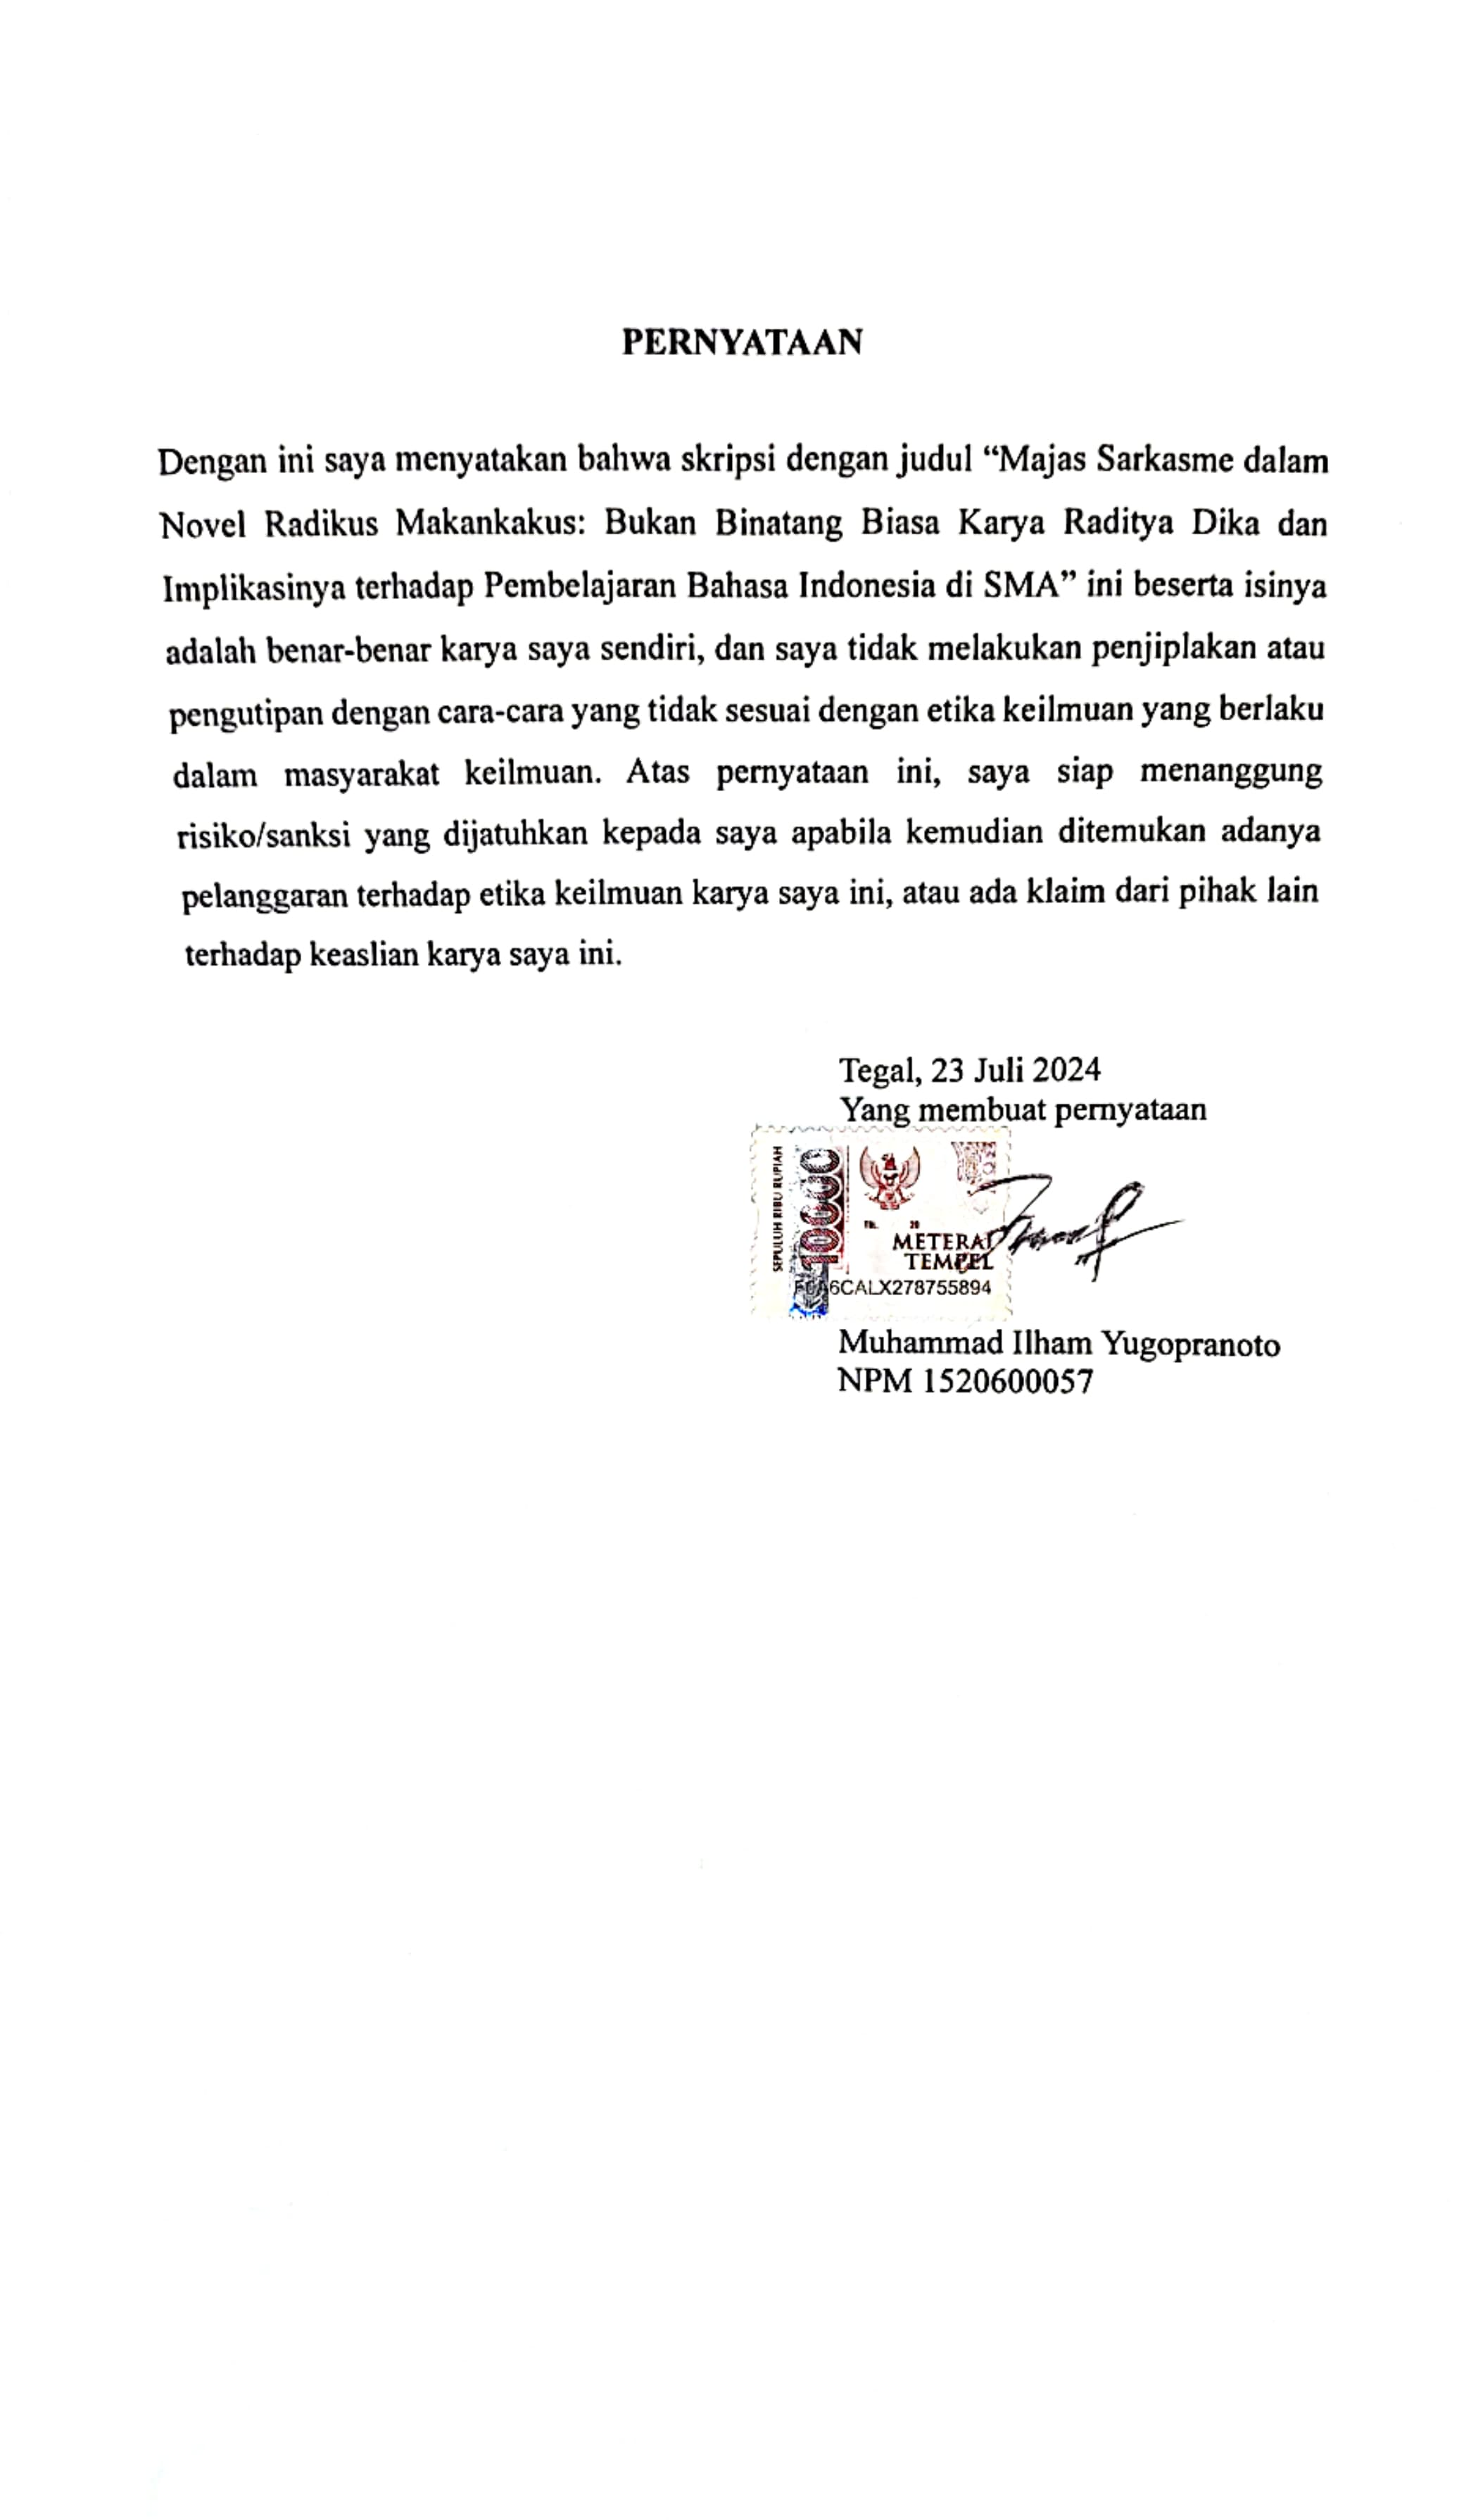 PERNYATAAN
Dengan ini saya menyatakan bahwa skripsi dengan judul “Majas Sarkasme dalam
Novel Radikus Makankakus: Bukan Binatang Biasa Karya Raditya Dika dan
Implikasinya terhadap Pembelajaran Bahasa Indonesia di SMA” ini beserta isinya
adalah benar-benar karya saya sendiri, dan saya tidak melakukan penjiplakan atau
pengutipan dengan cara-cara yang tidak sesuai dengan etika keilmuan yang berlaku
dalam masyarakat keilmuan. Atas pernyataan ini, saya siap menanggung
risiko/sanksi yang dijatuhkan kepada saya apabila kemudian ditemukan adanya
pelanggaran terhadap etika keilmuan karya saya ini, atau ada klaim dari pihak lain
terhadap keaslian karya saya ini.
Tegal, 23 Juli 2024
Yang membuat pernyataan
SEPULUH RIBU RUPIAH
10000
TGL. 20
METERAI
TEMPEL
6CALX278755894
Muhammad Ilham Yugopranoto
NPM 1520600057